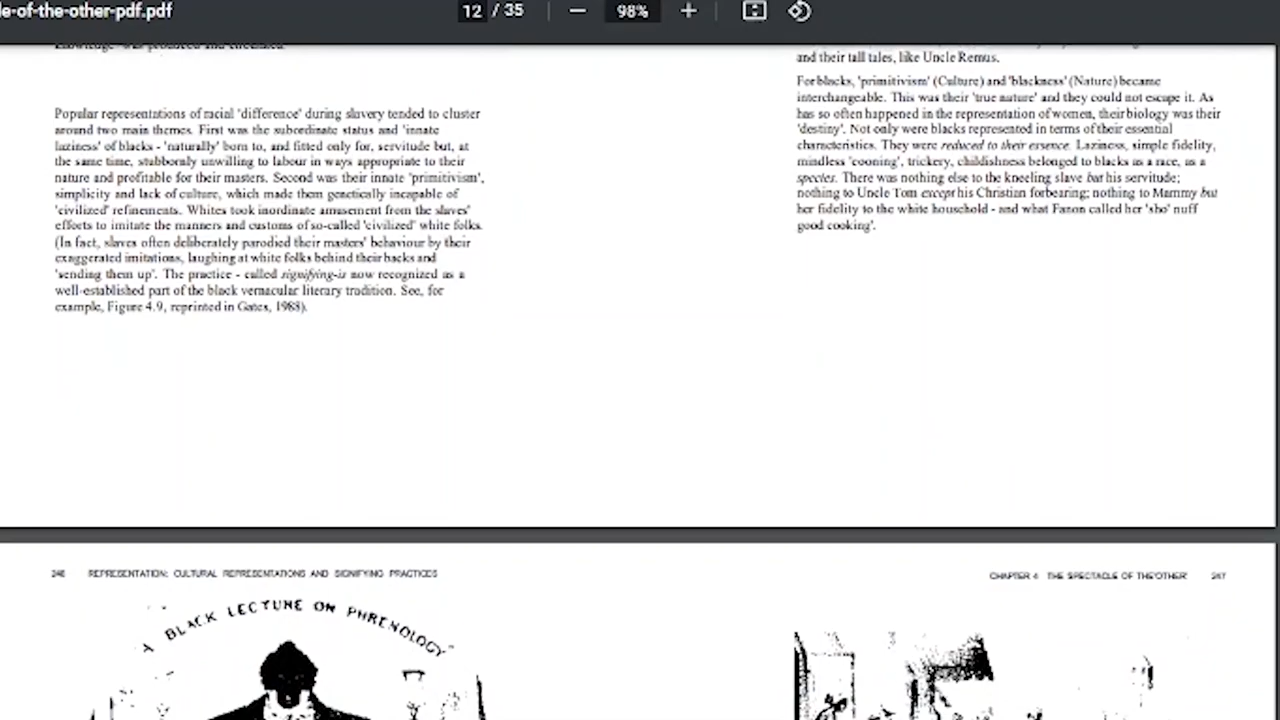 le-of-the-other-pdf.pdf
12 / 35
98%
knowledge was produced and circulated.
Popular representations of racial 'difference' during slavery tended to cluster
around two main themes. First was the subordinate status and 'innate
laziness' of blacks - 'naturally' born to, and fitted only for, servitude but, at
the same time, stubbornly unwilling to labour in ways appropriate to their
nature and profitable for their masters. Second was their innate 'primitivism',
simplicity and lack of culture, which made them genetically incapable of
'civilized' refinements. Whites took inordinate amusement from the slaves'
efforts to imitate the manners and customs of so-called 'civilized' white folks.
(In fact, slaves often deliberately parodied their masters' behaviour by their
exaggerated imitations, laughing at white folks behind their backs and
'sending them up'. The practice - called signifying-is now recognized as a
well-established part of the black vernacular literary tradition. See, for
example, Figure 4.9, reprinted in Gates, 1988).
and their tall tales, like Uncle Remus.
For blacks, 'primitivism' (Culture) and 'blackness' (Nature) became
interchangeable. This was their 'true nature' and they could not escape it. As
has so often happened in the representation of women, their biology was their
'destiny'. Not only were blacks represented in terms of their essential
characteristics. They were reduced to their essence. Laziness, simple fidelity,
mindless 'cooning', trickery, childishness belonged to blacks as a race, as a
species. There was nothing else to the kneeling slave but his servitude;
nothing to Uncle Tom except his Christian forbearing; nothing to Mammy but
her fidelity to the white household - and what Fanon called her 'sho' nuff
good cooking'.
246 REPRESENTATION: CULTURAL REPRESENTATIONS AND SIGNIFYING PRACTICES
CHAPTER 4 THE SPECTACLE OF THE 'OTHER' 247
"A BLACK LECTURE ON PHRENOLOGY"